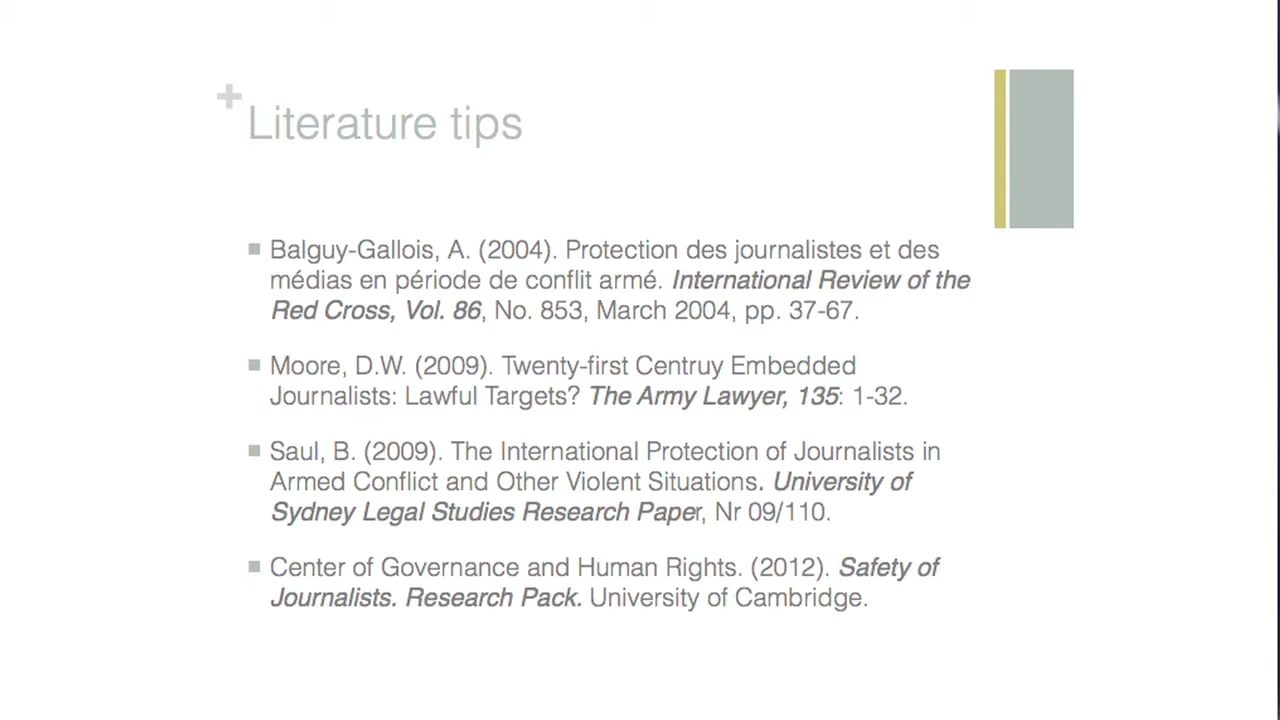 +
Literature tips
Balguy-Gallois, A. (2004). Protection des journalistes et des
médias en période de conflit armé. International Review of the
Red Cross, Vol. 86, No. 853, March 2004, pp. 37-67.
Moore, D.W. (2009). Twenty-first Centruy Embedded
Journalists: Lawful Targets? The Army Lawyer, 135: 1-32.
Saul, B. (2009). The International Protection of Journalists in
Armed Conflict and Other Violent Situations. University of
Sydney Legal Studies Research Paper, Nr 09/110.
Center of Governance and Human Rights. (2012). Safety of
Journalists. Research Pack. University of Cambridge.